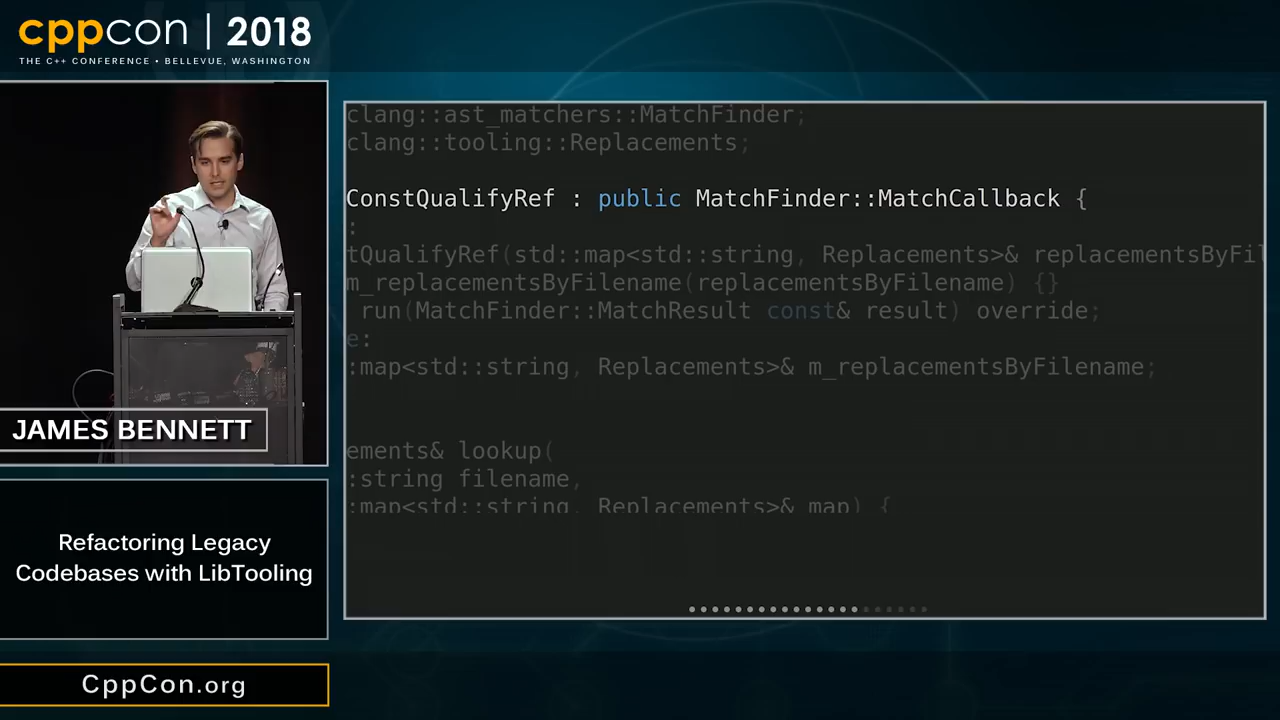 cppcon | 2018
THE C++ CONFERENCE • BELLEVUE, WASHINGTON
clang::ast_matchers::MatchFinder;
clang::tooling::Replacements;
ConstQualifyRef : public MatchFinder::MatchCallback {
:
tQualifyRef(std::map<std::string, Replacements>& replacementsByFil
m_replacementsByFilename(replacementsByFilename) {}
run(MatchFinder::MatchResult const& result) override;
e:
:map<std::string, Replacements>& m_replacementsByFilename;
ements& lookup(
:string filename,
:map<std::string, Replacements>& map) {
JAMES BENNETT
Refactoring Legacy
Codebases with LibTooling
CppCon.org